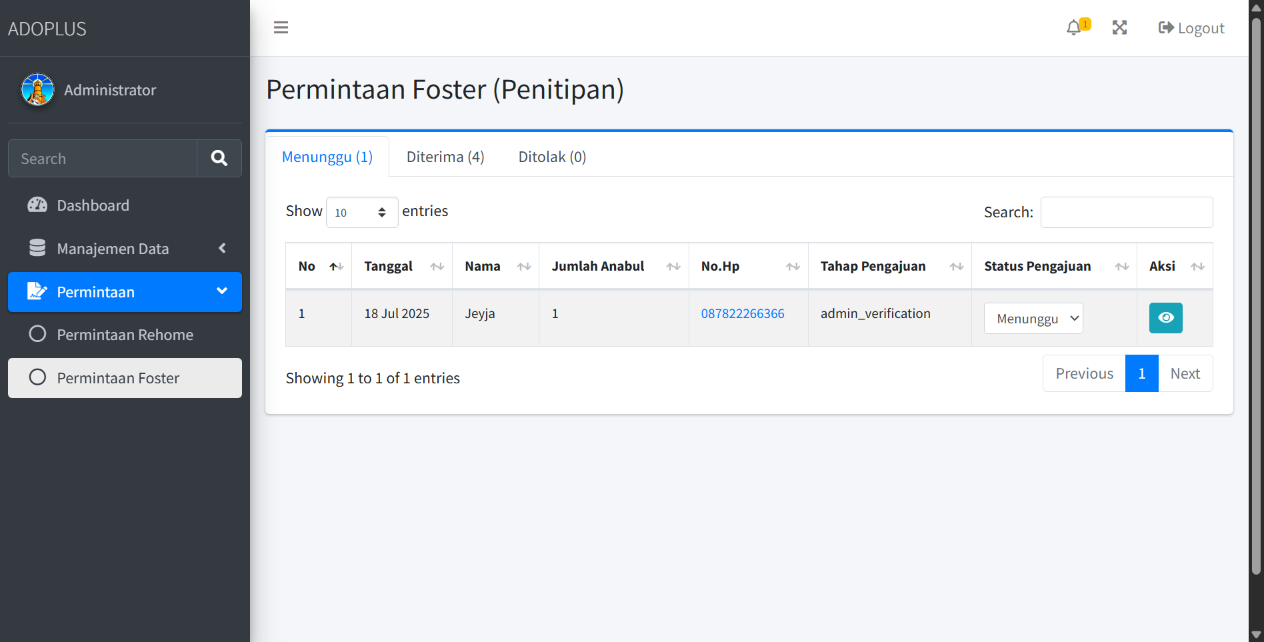 ADOPLUS
1
Logout
Administrator
Search
Dashboard
Manajemen Data
Permintaan
Permintaan Rehome
Permintaan Foster
Permintaan Foster (Penitipan)
Menunggu (1) Diterima (4) Ditolak (0)
Show 10 entries Search:
No Tanggal Nama Jumlah Anabul No.Hp Tahap Pengajuan Status Pengajuan Aksi
1 18 Jul 2025 Jeyja 1 087822266366 admin_verification Menunggu
Showing 1 to 1 of 1 entries Previous 1 Next